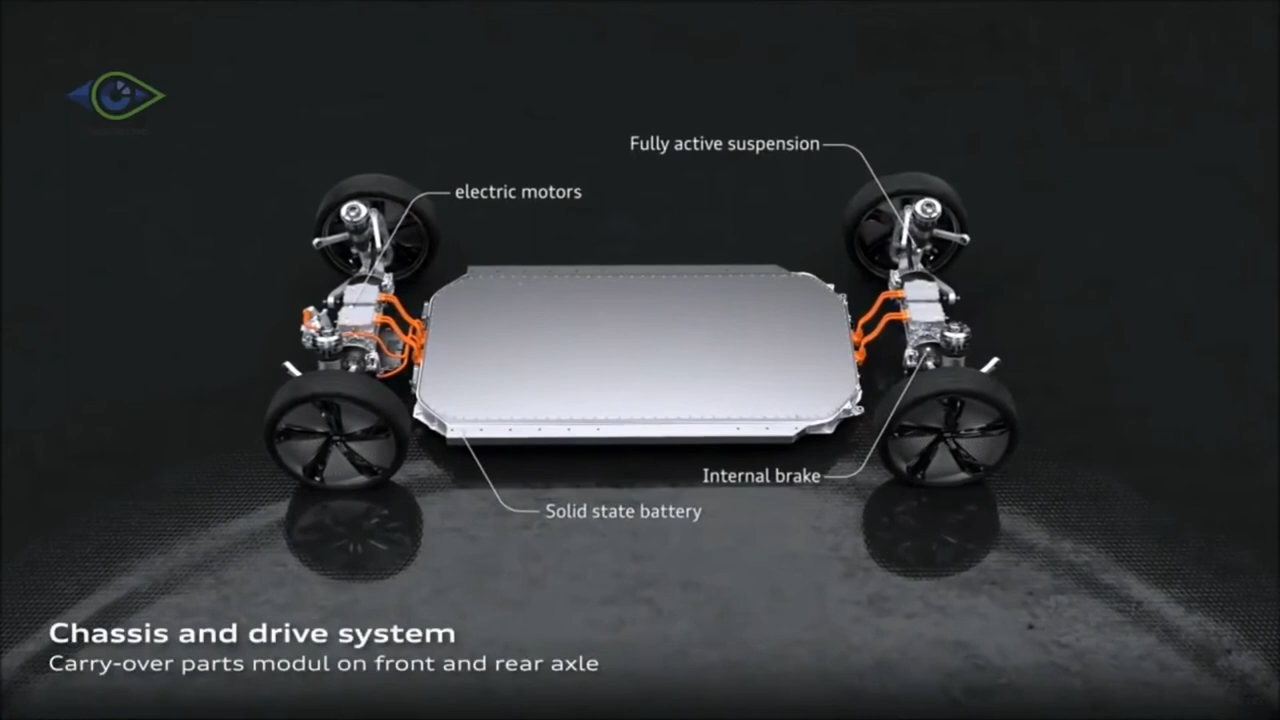 Fully active suspension
electric motors
Internal brake
Solid state battery
Chassis and drive system
Carry-over parts modul on front and rear axle